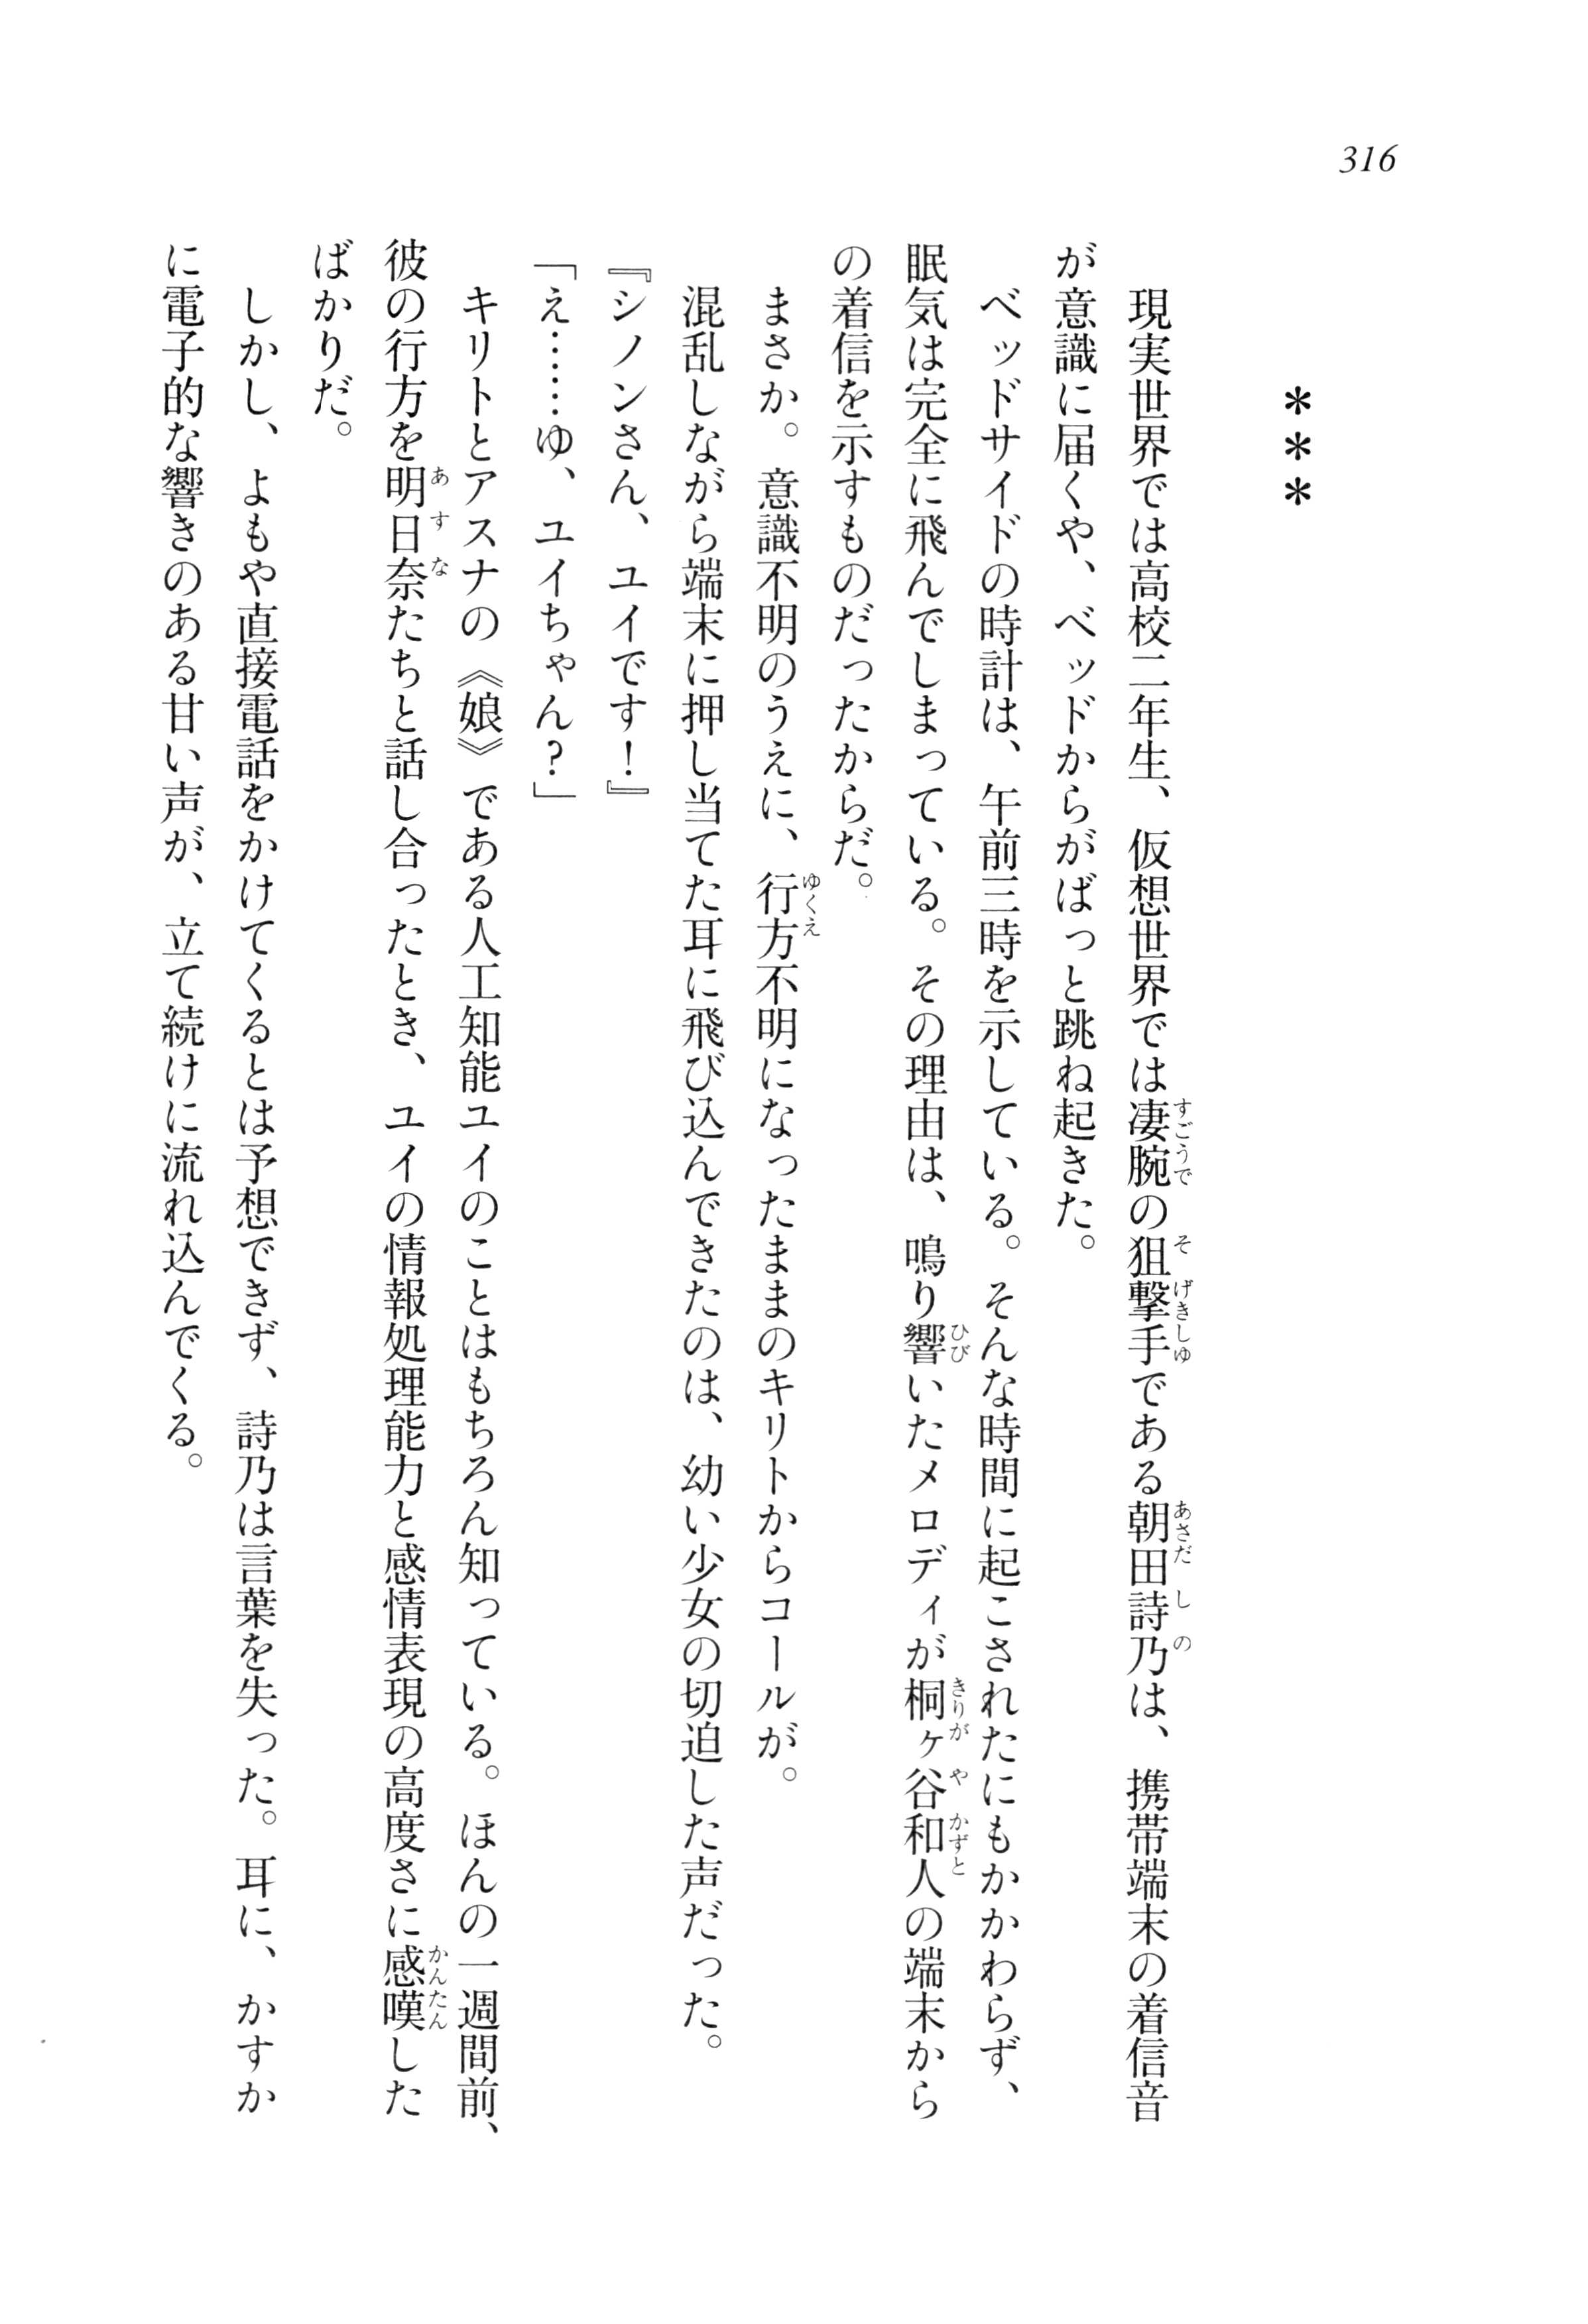 316
＊＊＊
現実世界では高校二年生、仮想世界では凄腕の狙撃手である朝田詩乃は、携帯端末の着信音
が意識に届くや、ベッドからがばっと跳ね起きた。
ベッドサイドの時計は、午前三時を示している。そんな時間に起こされたにもかかわらず、
眠気は完全に飛んでしまっている。その理由は、鳴り響いたメロディが桐ヶ谷和人の端末から
の着信を示すものだったからだ。
まさか。意識不明のうえに、行方不明になったままのキリトからコールが。
混乱しながら端末に押し当てた耳に飛び込んできたのは、幼い少女の切迫した声だった。
『シノンさん、ユイです！』
「え……ゆ、ユイちゃん？」
キリトとアスナの《娘》である人工知能ユイのことはもちろん知っている。ほんの一週間前、
彼の行方を明日奈たちと話し合ったとき、ユイの情報処理能力と感情表現の高度さに感嘆した
ばかりだ。
しかし、よもや直接電話をかけてくるとは予想できず、詩乃は言葉を失った。耳に、かすか
に電子的な響きのある甘い声が、立て続けに流れ込んでくる。